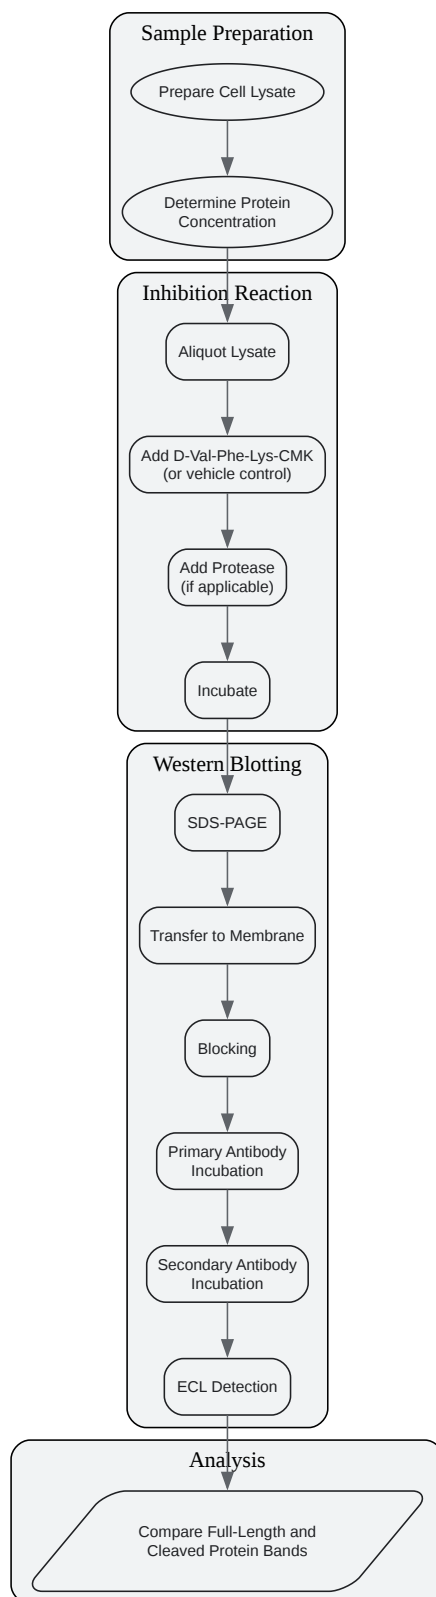 Sample Preparation
Prepare Cell Lysate
Determine Protein
Concentration
Inhibition Reaction
Aliquot Lysate
Add D-Val-Phe-Lys-CMK
(or vehicle control)
Add Protease
(if applicable)
Incubate
Western Blotting
SDS-PAGE
Transfer to Membrane
Blocking
Primary Antibody
Incubation
Secondary Antibody
Incubation
ECL Detection
Analysis
Compare Full-Length and
Cleaved Protein Bands